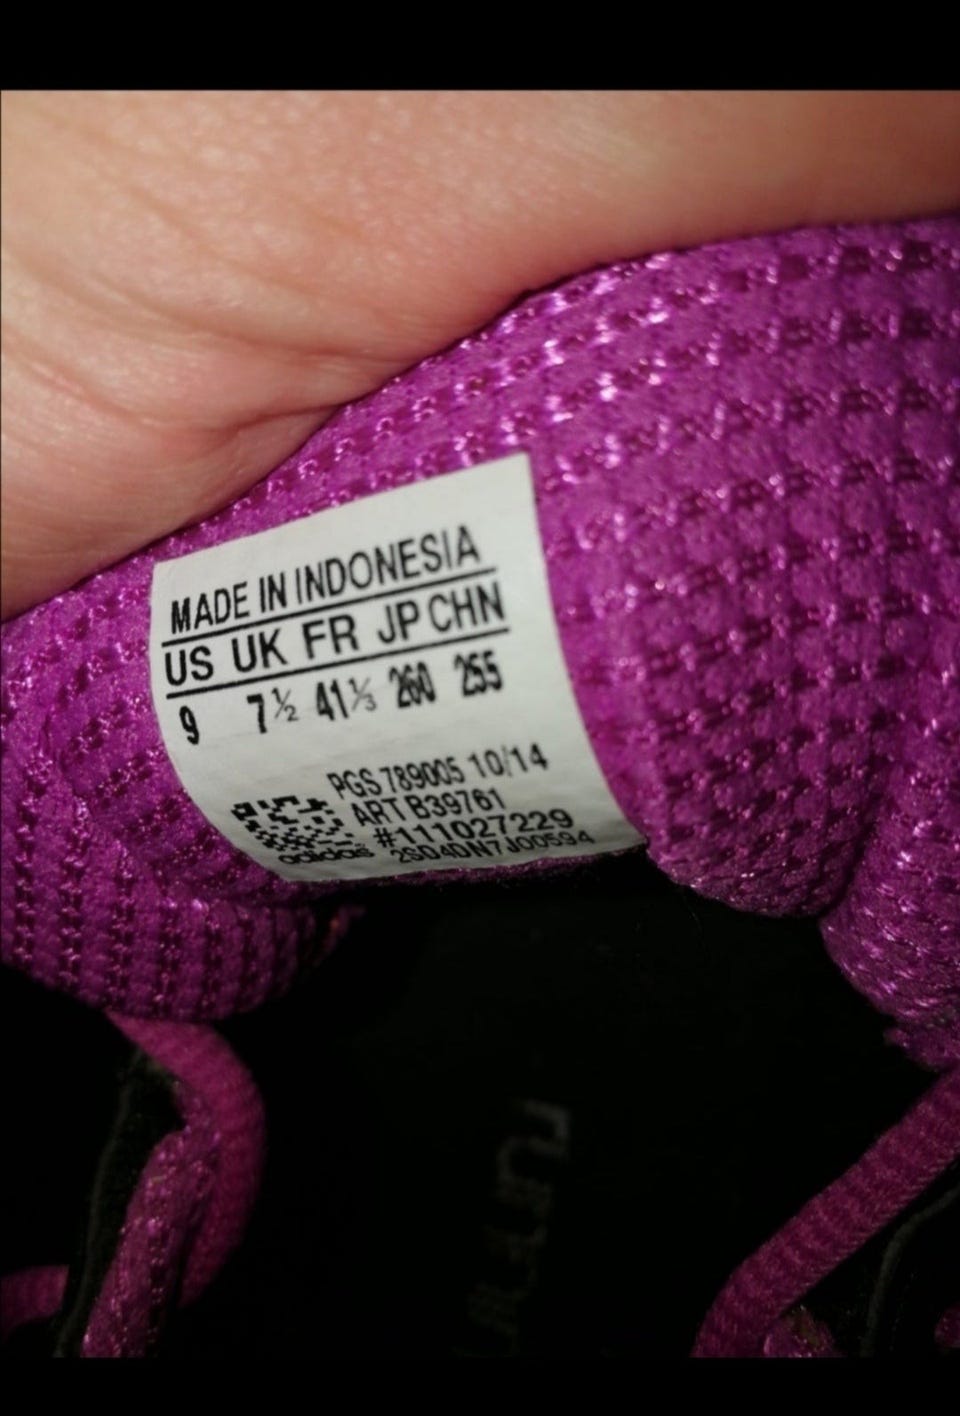 MADE IN INDONESIA
US UK FR JP CHN
9 7½ 41⅓ 260 255
PGS 789005 10/14
ART B39761
#111027229
2SD4DN7J00594
adidas